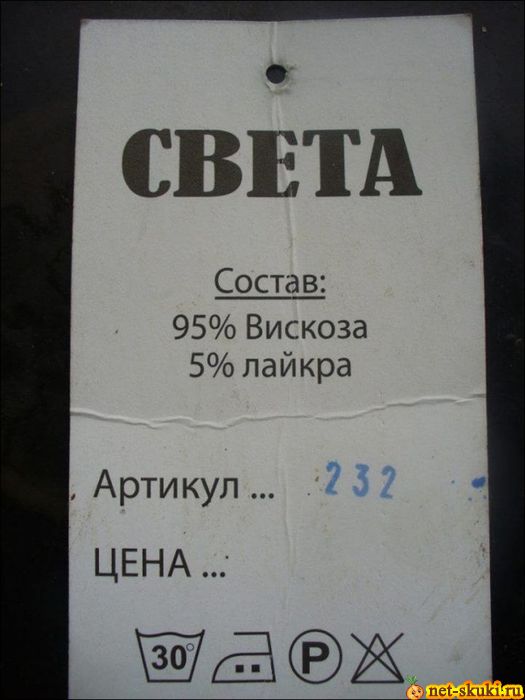 СВЕТА
Состав:
95% Вискоза
5% лайкра
Артикул ... 232
ЦЕНА ...
30° P
net-skuki.ru